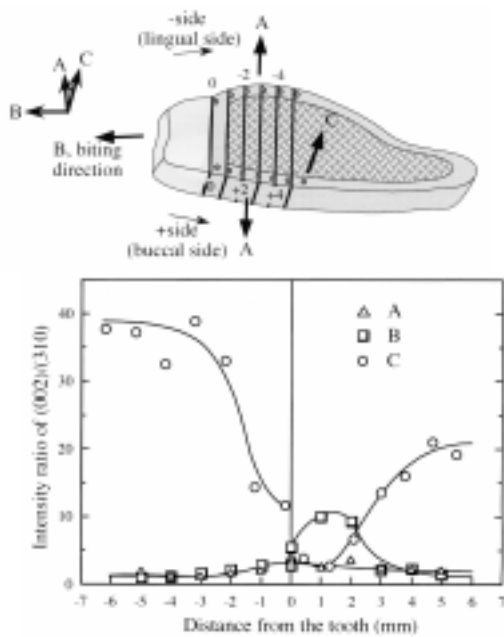 -side
(lingual side)
A
A
C
B
0
-2
-4
C
B, biting
direction
0
+2
+4
+side
(buccal side)
A
40
30
20
10
0
Intensity ratio of (002)/(310)
A
B
C
-7 -6 -5 -4 -3 -2 -1 0 1 2 3 4 5 6 7
Distance from the tooth (mm)